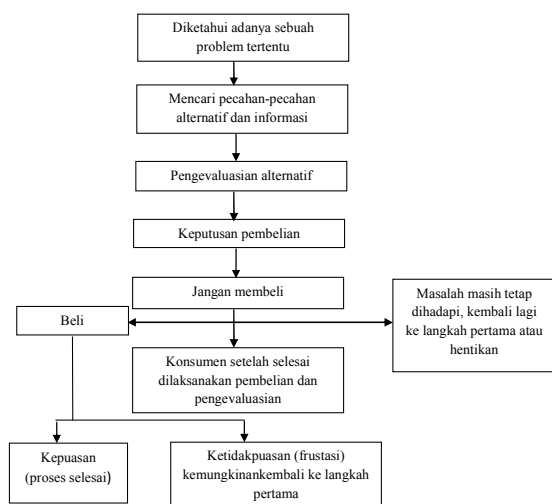 Diketahui adanya sebuah
problem tertentu
Mencari pecahan-pecahan
alternatif dan informasi
Pengevaluasian alternatif
Keputusan pembelian
Jangan membeli
Beli
Masalah masih tetap
dihadapi, kembali lagi
ke langkah pertama atau
hentikan
Konsumen setelah selesai
dilaksanakan pembelian dan
pengevaluasian
Kepuasan
(proses selesai)
Ketidakpuasan (frustasi)
kemungkinankembali ke langkah
pertama